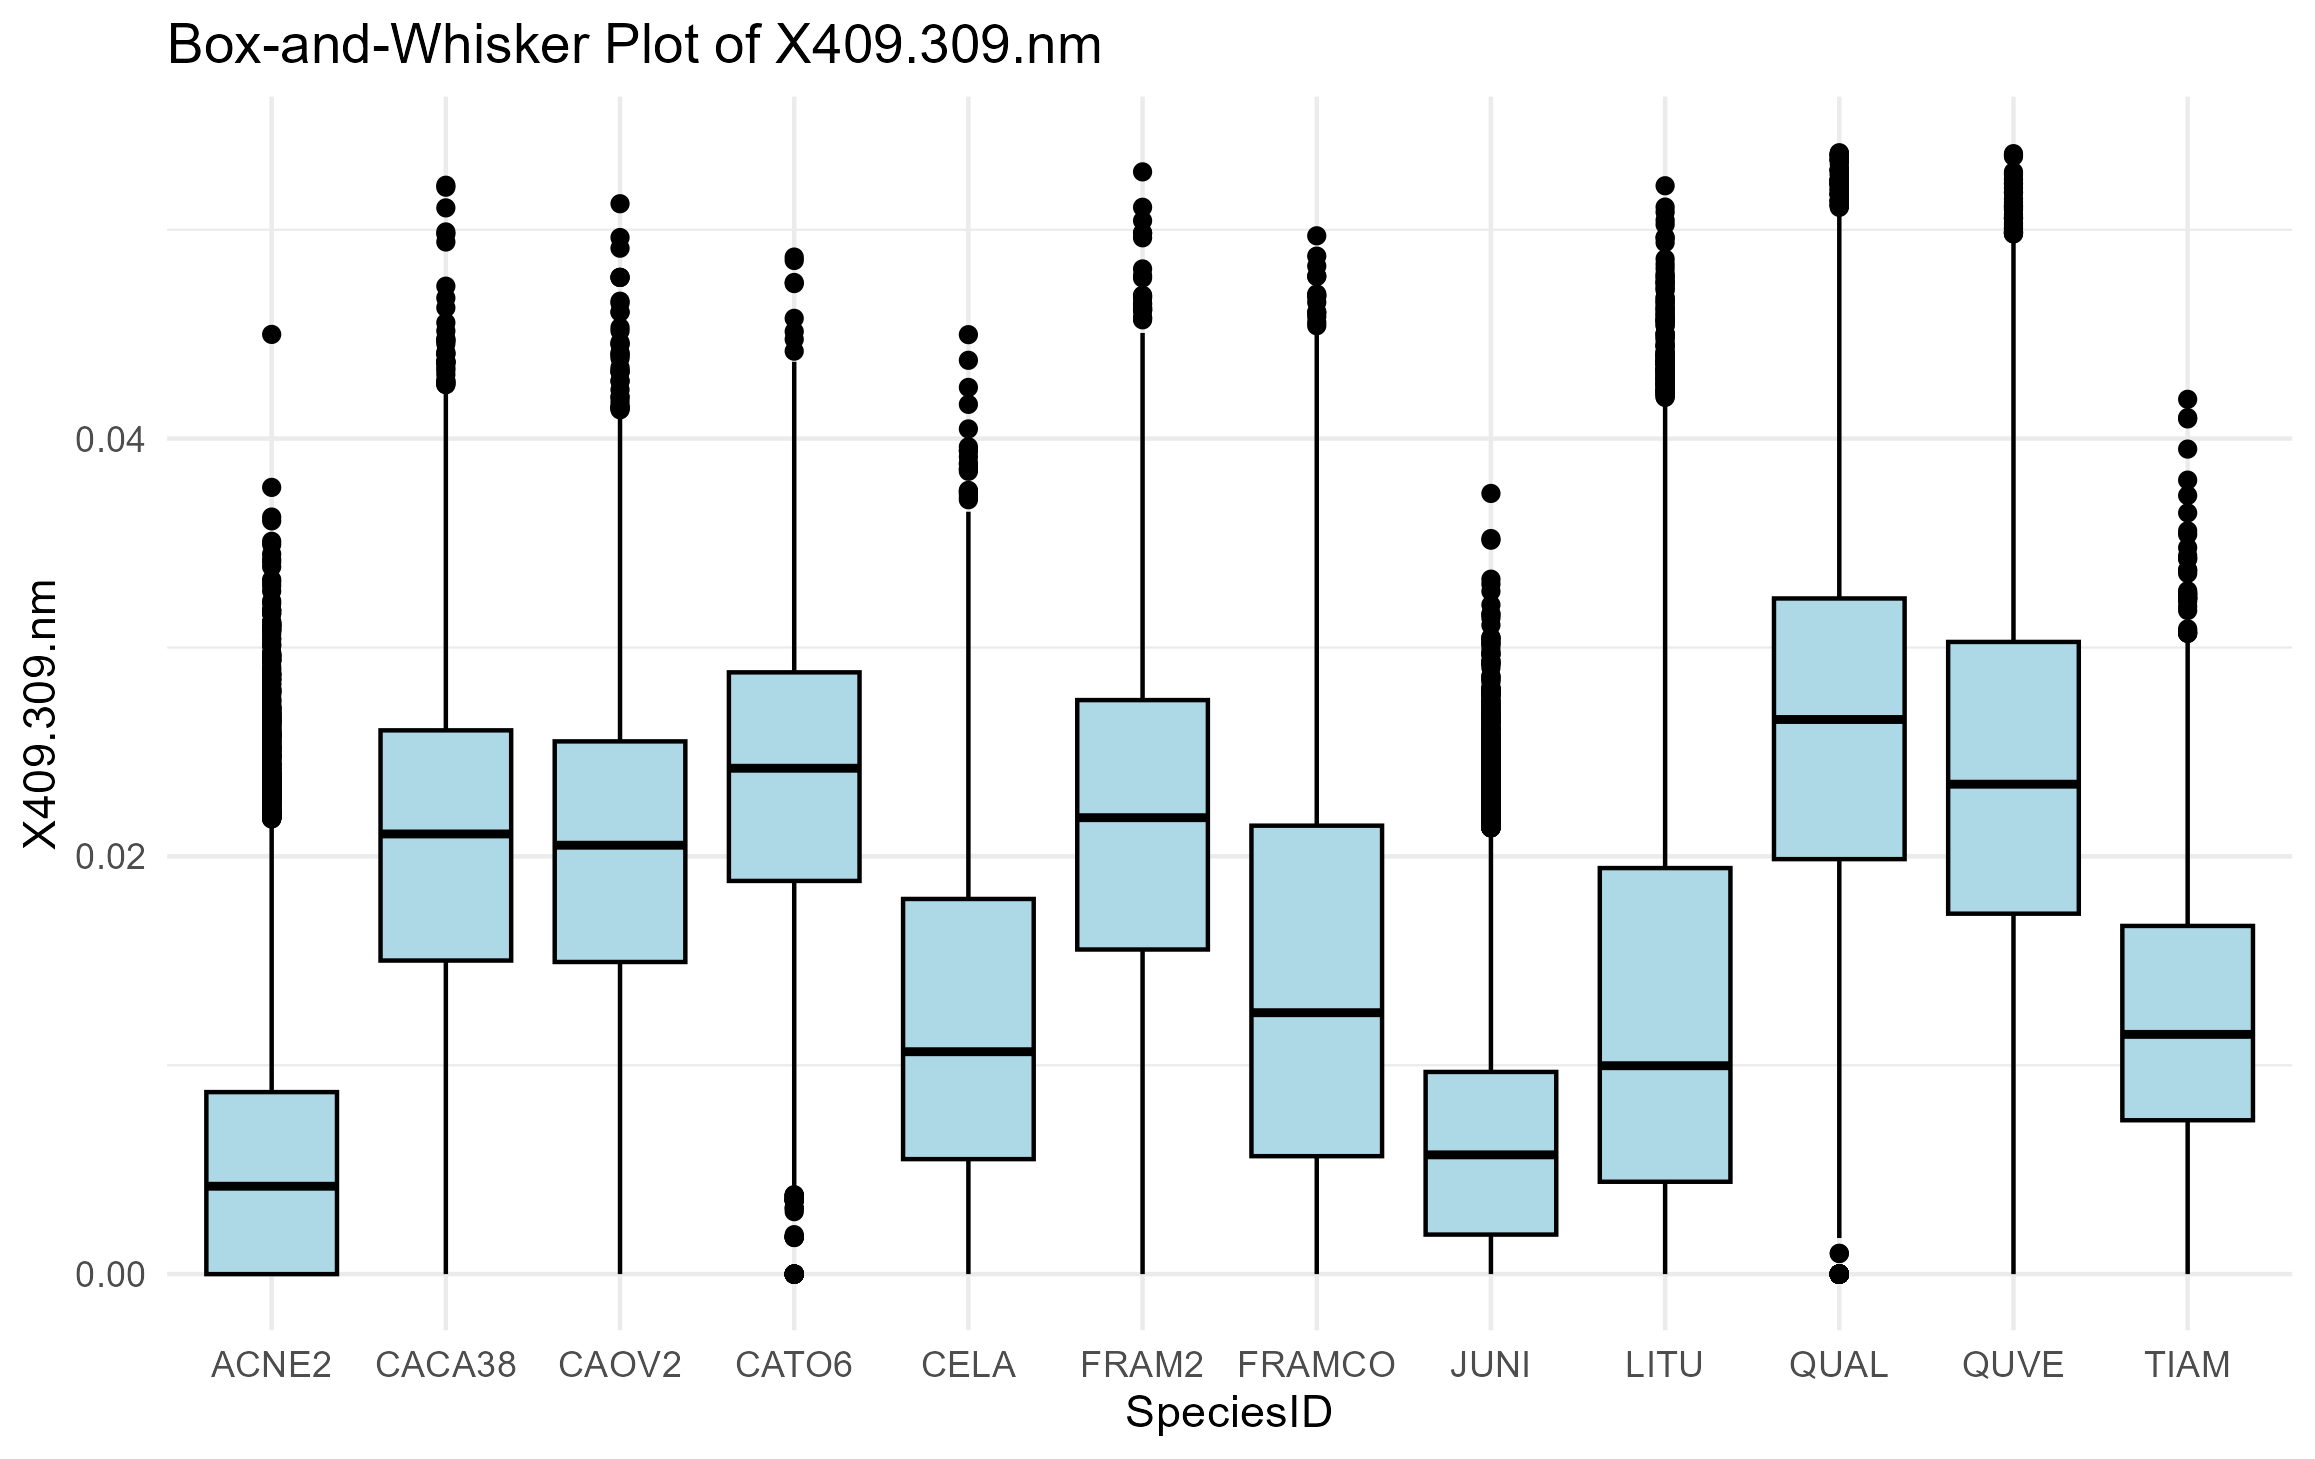 Box-and-Whisker Plot of X409.309.nm
X409.309.nm
0.04
0.02
0.00
ACNE2 CACA38 CAOV2 CATO6 CELA FRAM2 FRAMCO JUNI LITU QUAL QUVE TIAM
SpeciesID